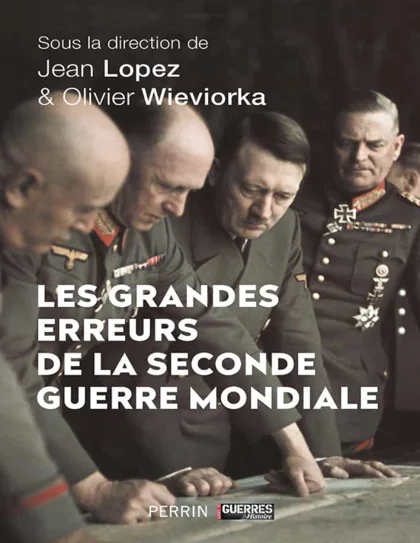 Sous la direction de
Jean Lopez
& Olivier Wieviorka
LES GRANDES
ERREURS
DE LA SECONDE
GUERRE MONDIALE
PERRIN
GUERRES
& Histoire